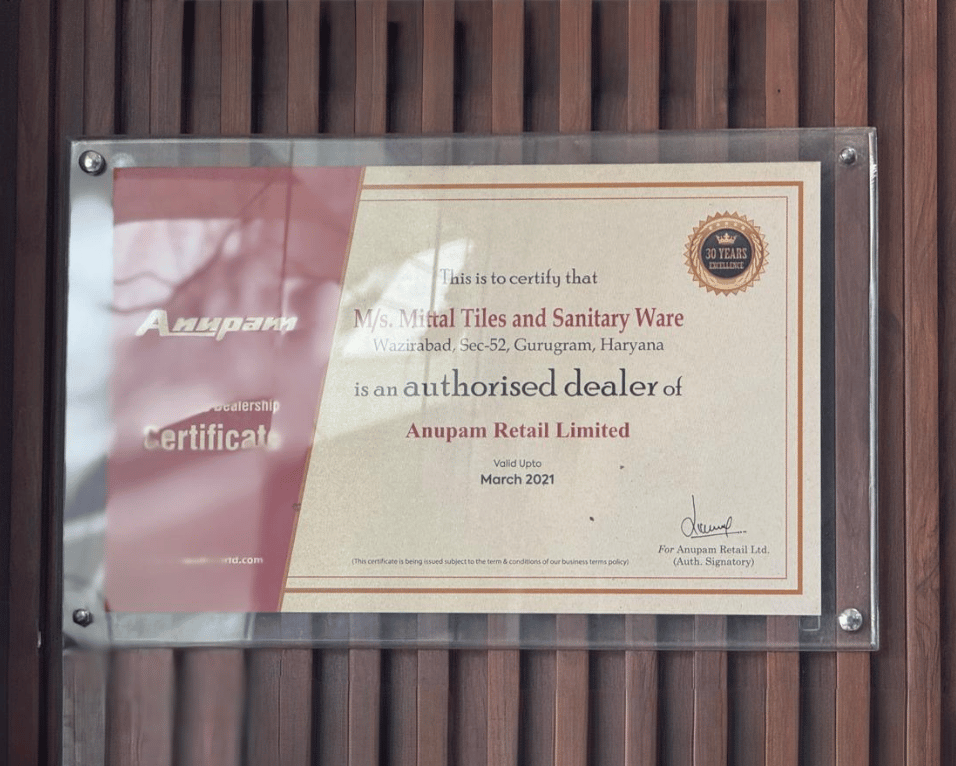 Anupam
Dealership
Certificate
.com
30 YEARS
EXCELLENCE
This is to certify that
M/s. Mittal Tiles and Sanitary Ware
Wazirabad, Sec-52, Gurugram, Haryana
is an authorised dealer of
Anupam Retail Limited
Valid Upto
March 2021
(This certificate is being issued subject to the term & conditions of our business terms policy)
For Anupam Retail Ltd.
(Auth. Signatory)